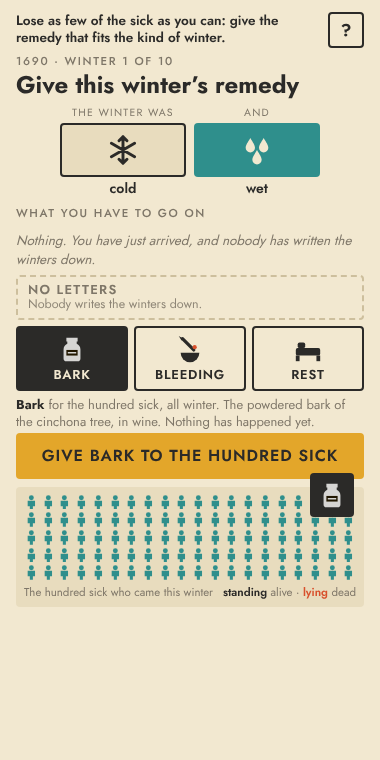 Lose as few of the sick as you can: give the
remedy that fits the kind of winter.
?
1690 · WINTER 1 OF 10
Give this winter’s remedy
THE WINTER WAS
AND
cold
wet
WHAT YOU HAVE TO GO ON
Nothing. You have just arrived, and nobody has written the
winters down.
NO LETTERS
Nobody writes the winters down.
BARK
BLEEDING
REST
Bark for the hundred sick, all winter. The powdered bark of
the cinchona tree, in wine. Nothing has happened yet.
GIVE BARK TO THE HUNDRED SICK
The hundred sick who came this winter standing alive · lying dead